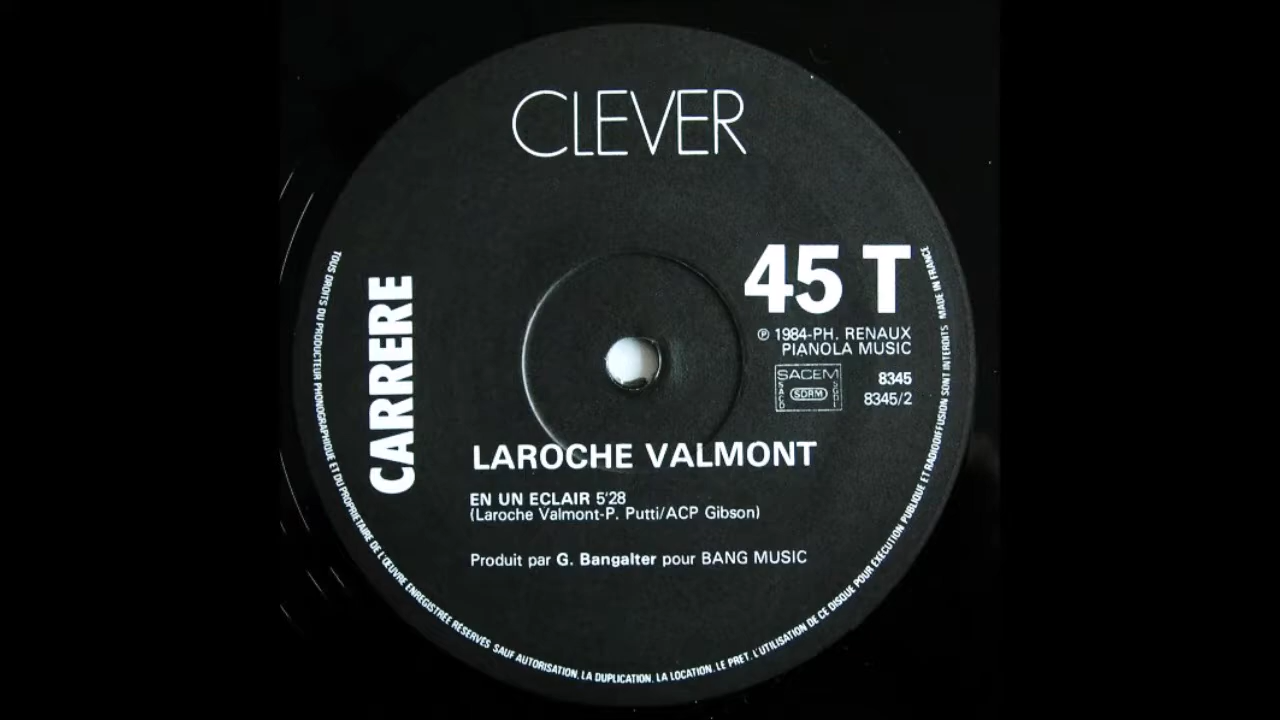 CLEVER
CARRERE
45 T
℗ 1984-PH. RENAUX
PIANOLA MUSIC
SACEM
SACD
SDRM
SGDL
8345
8345/2
LAROCHE VALMONT
EN UN ECLAIR 5'28
(Laroche Valmont-P. Putti/ACP Gibson)
Produit par G. Bangalter pour BANG MUSIC
TOUS DROITS DU PRODUCTEUR PHONOGRAPHIQUE ET DU PROPRIETAIRE DE L'ŒUVRE ENREGISTREE RESERVES SAUF AUTORISATION, LA DUPLICATION, LA LOCATION, LE PRET, L'UTILISATION DE CE DISQUE POUR EXECUTION PUBLIQUE ET RADIODIFFUSION SONT INTERDITS MADE IN FRANCE